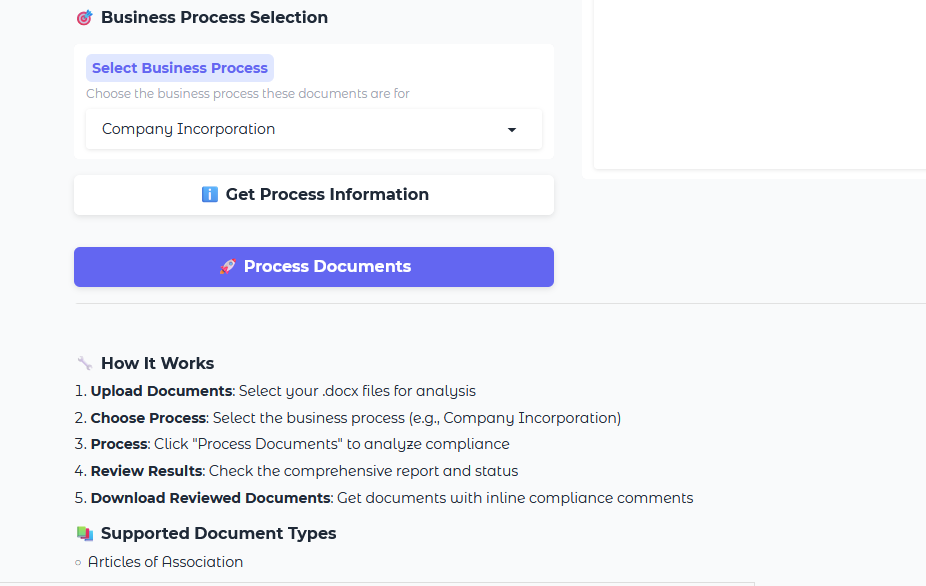 Business Process Selection
Select Business Process
Choose the business process these documents are for
Company Incorporation
Get Process Information
Process Documents
How It Works
1. Upload Documents: Select your .docx files for analysis
2. Choose Process: Select the business process (e.g., Company Incorporation)
3. Process: Click "Process Documents" to analyze compliance
4. Review Results: Check the comprehensive report and status
5. Download Reviewed Documents: Get documents with inline compliance comments
Supported Document Types
Articles of Association